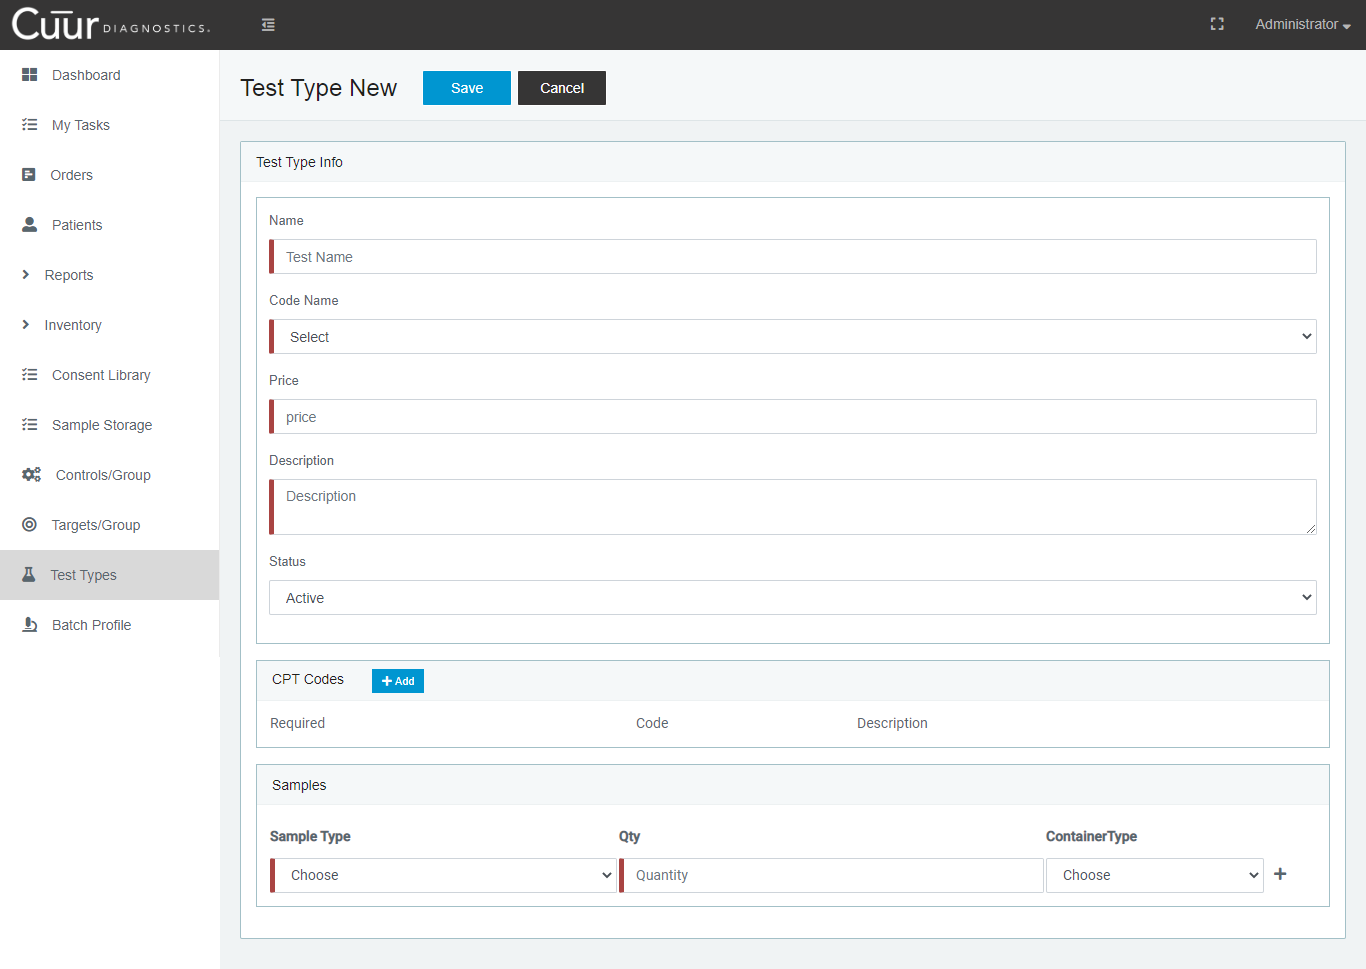 Cūur DIAGNOSTICS.
Administrator
Dashboard
My Tasks
Orders
Patients
Reports
Inventory
Consent Library
Sample Storage
Controls/Group
Targets/Group
Test Types
Batch Profile
Test Type New
Save
Cancel
Test Type Info
Name
Test Name
Code Name
Select
Price
price
Description
Description
Status
Active
CPT Codes
+ Add
Required Code Description
Samples
Sample Type Qty ContainerType
Choose Quantity Choose +